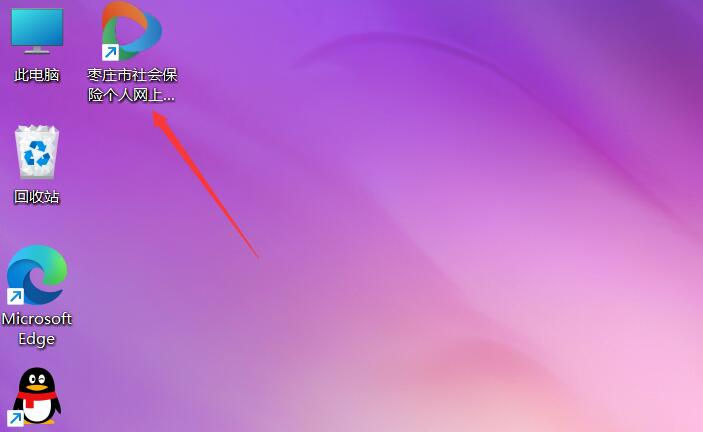 此电脑
枣庄市社会保
险个人网上...
回收站
Microsoft
Edge